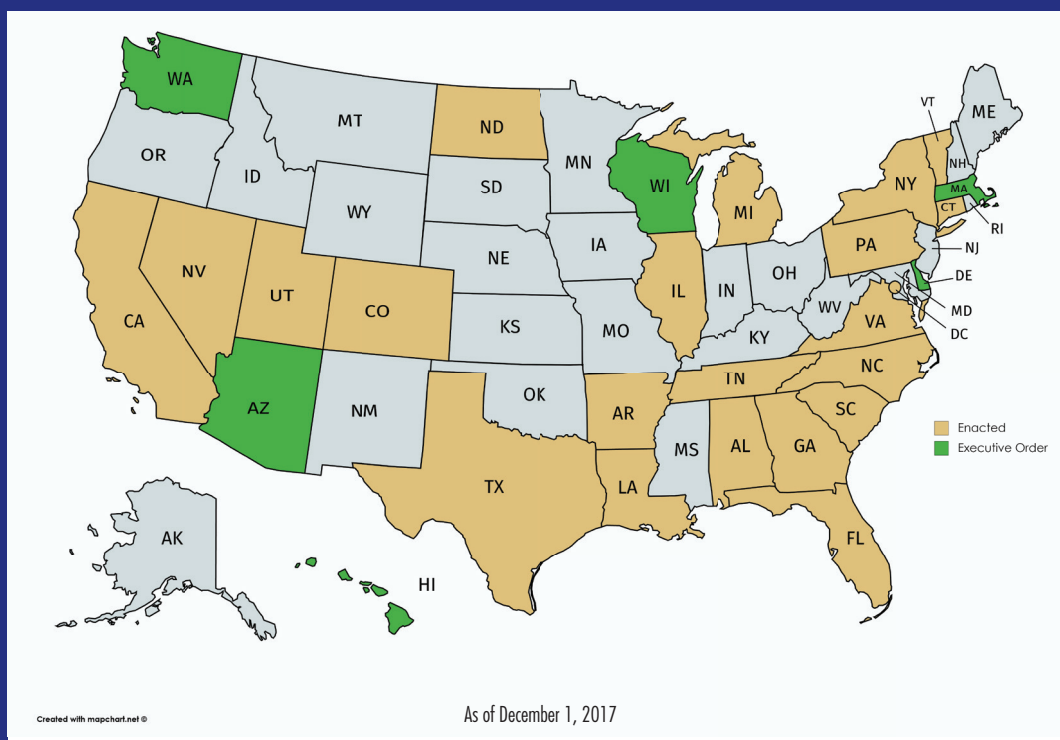 WA
MT
ND
MN
VT
ME
OR
ID
SD
WI
NH
NY
MA
WY
MI
CT
RI
IA
PA
NJ
NE
NV
UT
OH
DE
CO
IL
IN
WV
MD
CA
KS
MO
VA
DC
KY
NC
IN
OK
AZ
NM
AR
SC
Enacted
MS
AL
GA
Executive Order
TX
LA
AK
FL
HI
Created with mapchart.net ©
As of December 1, 2017